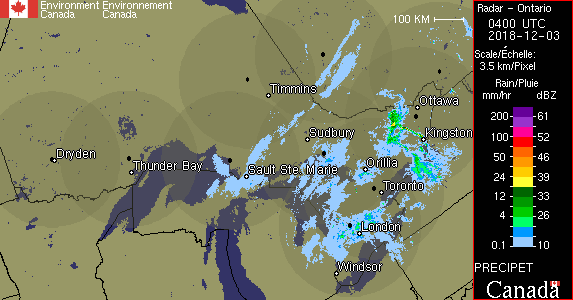 Environment Environnement
Canada Canada
100 KM
Timmins
Ottawa
Sudbury
Kingston
Dryden
Thunder Bay
Sault Ste. Marie
Orillia
Toronto
London
Windsor
Radar - Ontario
0400 UTC
2018-12-03
Scale/Échelle:
3.5 km/Pixel
Rain/Pluie
mm/hr dBZ
200 61
100 52
50 46
24 39
12 33
4 26
0.1 10
PRECIPET
Canada